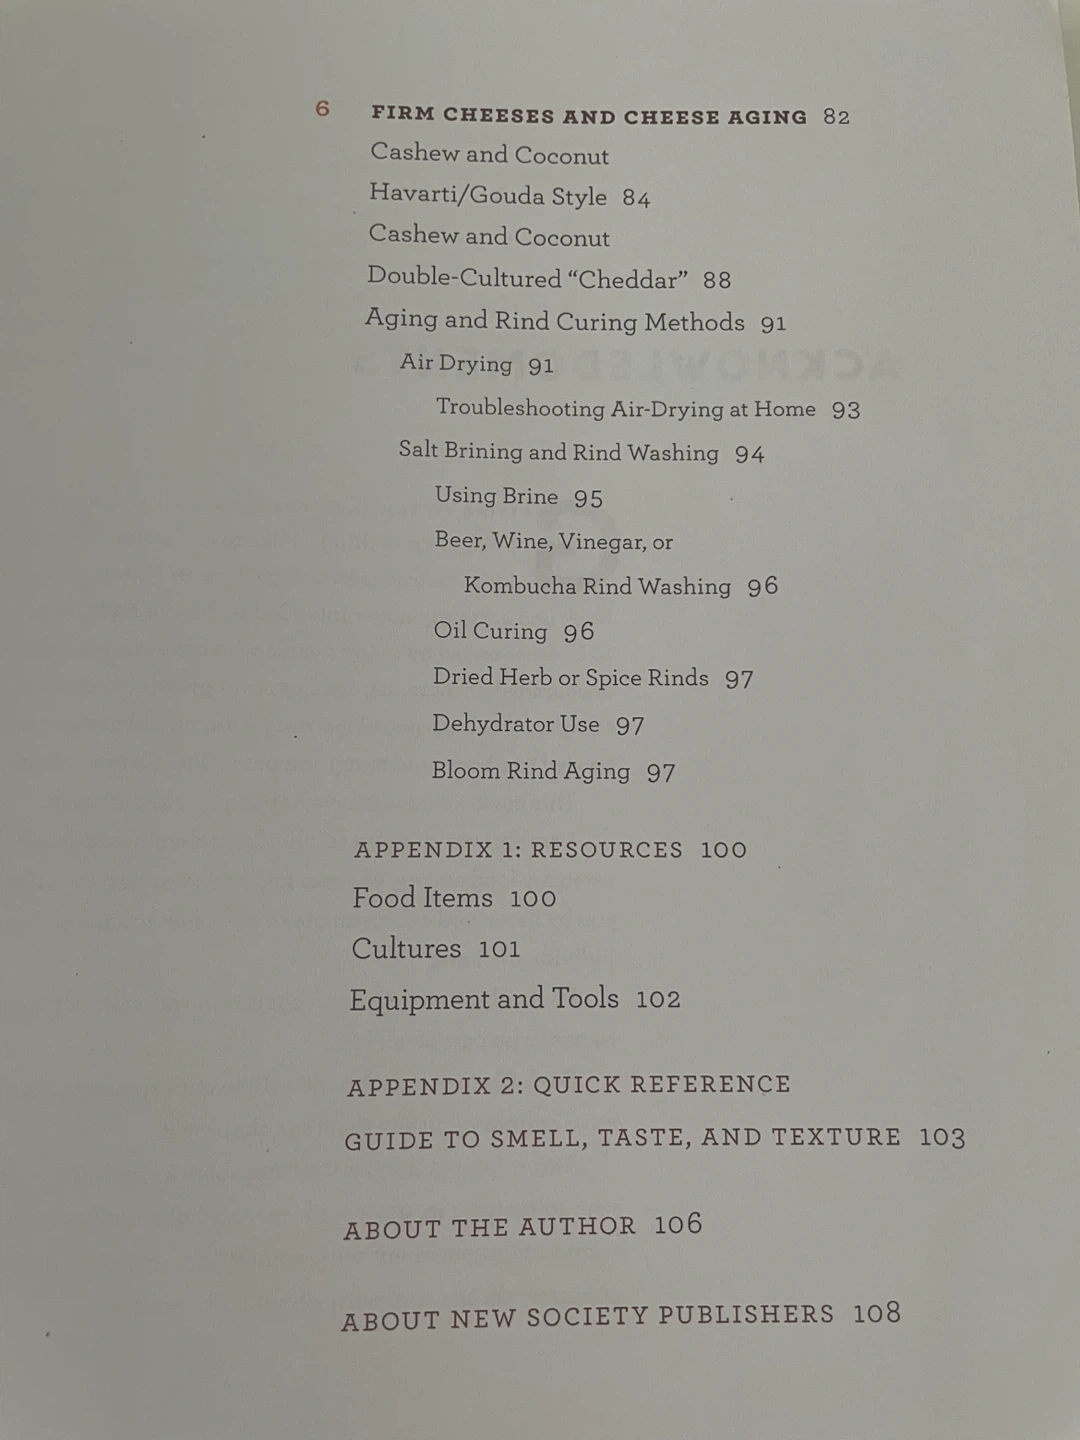 6 FIRM CHEESES AND CHEESE AGING 82
Cashew and Coconut
Havarti/Gouda Style 84
Cashew and Coconut
Double-Cultured “Cheddar” 88
Aging and Rind Curing Methods 91
Air Drying 91
Troubleshooting Air-Drying at Home 93
Salt Brining and Rind Washing 94
Using Brine 95
Beer, Wine, Vinegar, or
Kombucha Rind Washing 96
Oil Curing 96
Dried Herb or Spice Rinds 97
Dehydrator Use 97
Bloom Rind Aging 97
APPENDIX 1: RESOURCES 100
Food Items 100
Cultures 101
Equipment and Tools 102
APPENDIX 2: QUICK REFERENCE
GUIDE TO SMELL, TASTE, AND TEXTURE 103
ABOUT THE AUTHOR 106
ABOUT NEW SOCIETY PUBLISHERS 108